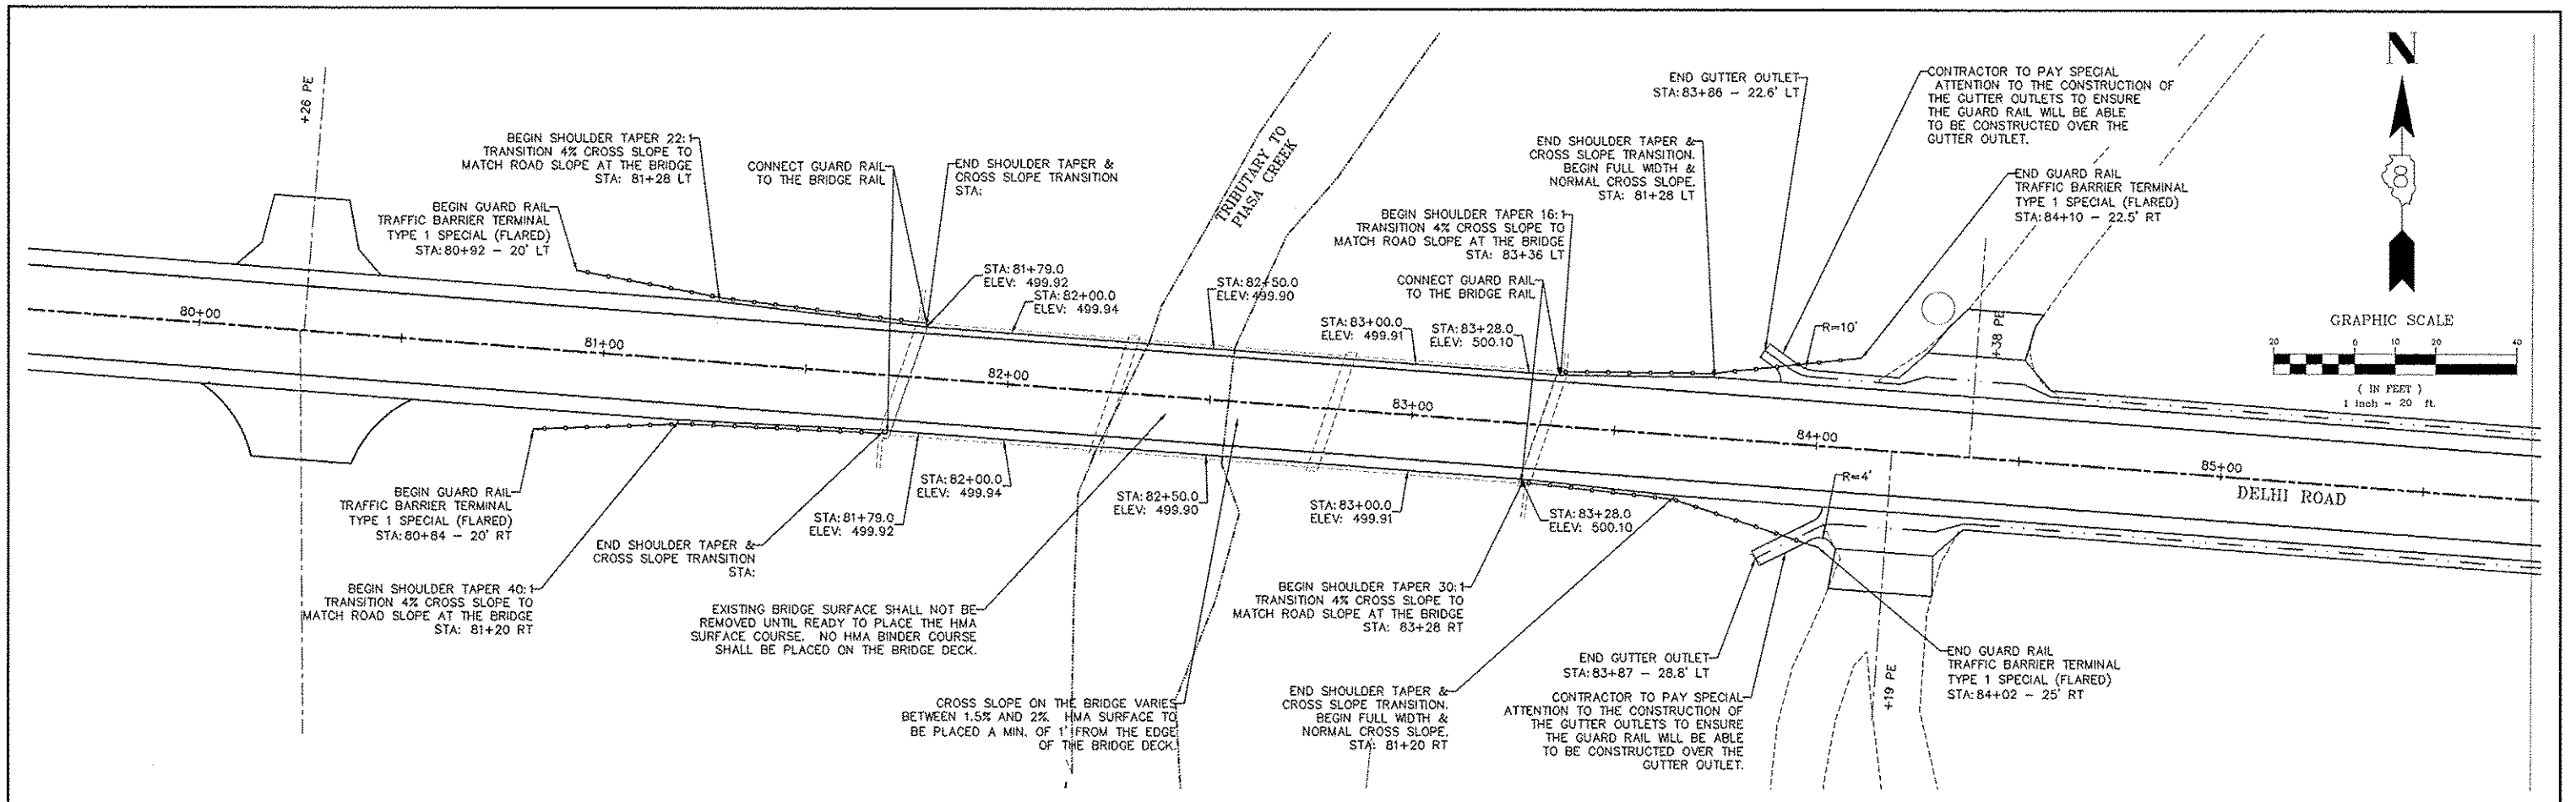 +26 PE
BEGIN SHOULDER TAPER 22:1
TRANSITION 4% CROSS SLOPE TO
MATCH ROAD SLOPE AT THE BRIDGE
STA: 81+28 LT
BEGIN GUARD RAIL
TRAFFIC BARRIER TERMINAL
TYPE 1 SPECIAL (FLARED)
STA: 80+92 - 20' LT
CONNECT GUARD RAIL
TO THE BRIDGE RAIL
END SHOULDER TAPER &
CROSS SLOPE TRANSITION
STA:
STA: 81+79.0
ELEV: 499.92
STA: 82+00.0
ELEV: 499.94
TRIBUTARY TO
PIASA CREEK
STA: 82+50.0
ELEV: 499.90
STA: 83+00.0
ELEV: 499.91
STA: 83+28.0
ELEV: 500.10
BEGIN SHOULDER TAPER 16:1
TRANSITION 4% CROSS SLOPE TO
MATCH ROAD SLOPE AT THE BRIDGE
STA: 83+36 LT
CONNECT GUARD RAIL
TO THE BRIDGE RAIL
END SHOULDER TAPER &
CROSS SLOPE TRANSITION.
BEGIN FULL WIDTH &
NORMAL CROSS SLOPE.
STA: 81+28 LT
END GUTTER OUTLET
STA: 83+86 - 22.6' LT
CONTRACTOR TO PAY SPECIAL
ATTENTION TO THE CONSTRUCTION OF
THE GUTTER OUTLETS TO ENSURE
THE GUARD RAIL WILL BE ABLE
TO BE CONSTRUCTED OVER THE
GUTTER OUTLET.
END GUARD RAIL
TRAFFIC BARRIER TERMINAL
TYPE 1 SPECIAL (FLARED)
STA: 84+10 - 22.5' RT
R=10'
+38 PE
N
8
GRAPHIC SCALE
20 0 10 20 40
( IN FEET )
1 inch = 20 ft.
80+00
81+00
82+00
83+00
84+00
85+00
DELHI ROAD
BEGIN GUARD RAIL
TRAFFIC BARRIER TERMINAL
TYPE 1 SPECIAL (FLARED)
STA: 80+84 - 20' RT
BEGIN SHOULDER TAPER 40:1
TRANSITION 4% CROSS SLOPE TO
MATCH ROAD SLOPE AT THE BRIDGE
STA: 81+20 RT
END SHOULDER TAPER &
CROSS SLOPE TRANSITION
STA:
STA: 81+79.0
ELEV: 499.92
STA: 82+00.0
ELEV: 499.94
EXISTING BRIDGE SURFACE SHALL NOT BE
REMOVED UNTIL READY TO PLACE THE HMA
SURFACE COURSE. NO HMA BINDER COURSE
SHALL BE PLACED ON THE BRIDGE DECK.
CROSS SLOPE ON THE BRIDGE VARIES
BETWEEN 1.5% AND 2%. HMA SURFACE TO
BE PLACED A MIN. OF 1' FROM THE EDGE
OF THE BRIDGE DECK.
STA: 82+50.0
ELEV: 499.90
STA: 83+00.0
ELEV: 499.91
STA: 83+28.0
ELEV: 500.10
BEGIN SHOULDER TAPER 30:1
TRANSITION 4% CROSS SLOPE TO
MATCH ROAD SLOPE AT THE BRIDGE
STA: 83+28 RT
END SHOULDER TAPER &
CROSS SLOPE TRANSITION.
BEGIN FULL WIDTH &
NORMAL CROSS SLOPE.
STA: 81+20 RT
R=4'
END GUTTER OUTLET
STA: 83+87 - 28.8' LT
CONTRACTOR TO PAY SPECIAL
ATTENTION TO THE CONSTRUCTION OF
THE GUTTER OUTLETS TO ENSURE
THE GUARD RAIL WILL BE ABLE
TO BE CONSTRUCTED OVER THE
GUTTER OUTLET.
+19 PE
END GUARD RAIL
TRAFFIC BARRIER TERMINAL
TYPE 1 SPECIAL (FLARED)
STA: 84+02 - 25' RT